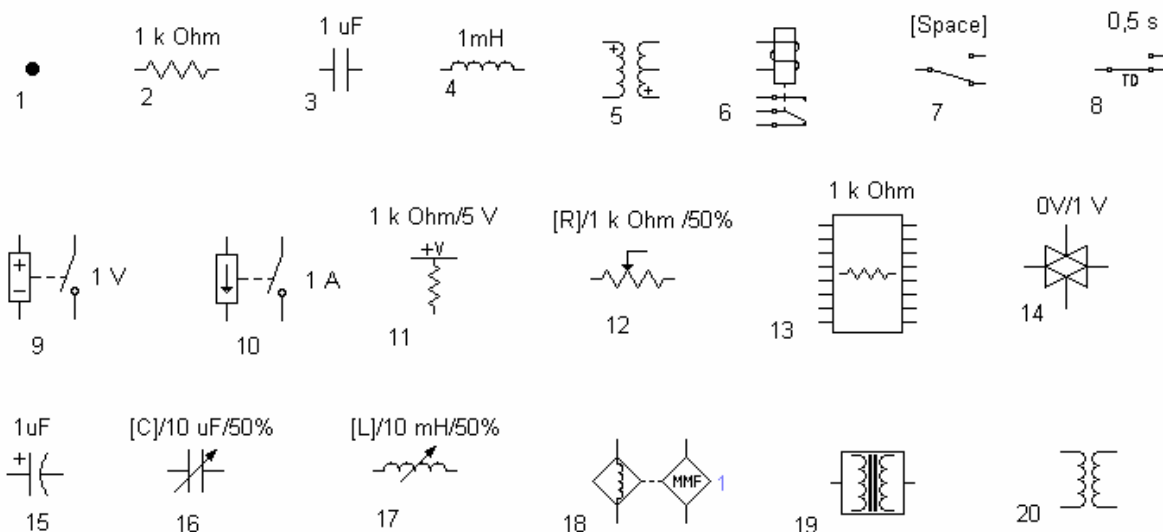 1 k Ohm
1 uF
1mH
[Space]
0,5 s
TD
1
2
3
4
5
6
7
8
1 k Ohm/5 V
+V
[R]/1 k Ohm /50%
1 k Ohm
0V/1 V
1 V
1 A
9
10
11
12
13
14
1uF
[C]/10 uF/50%
[L]/10 mH/50%
MMF
1
15
16
17
18
19
20